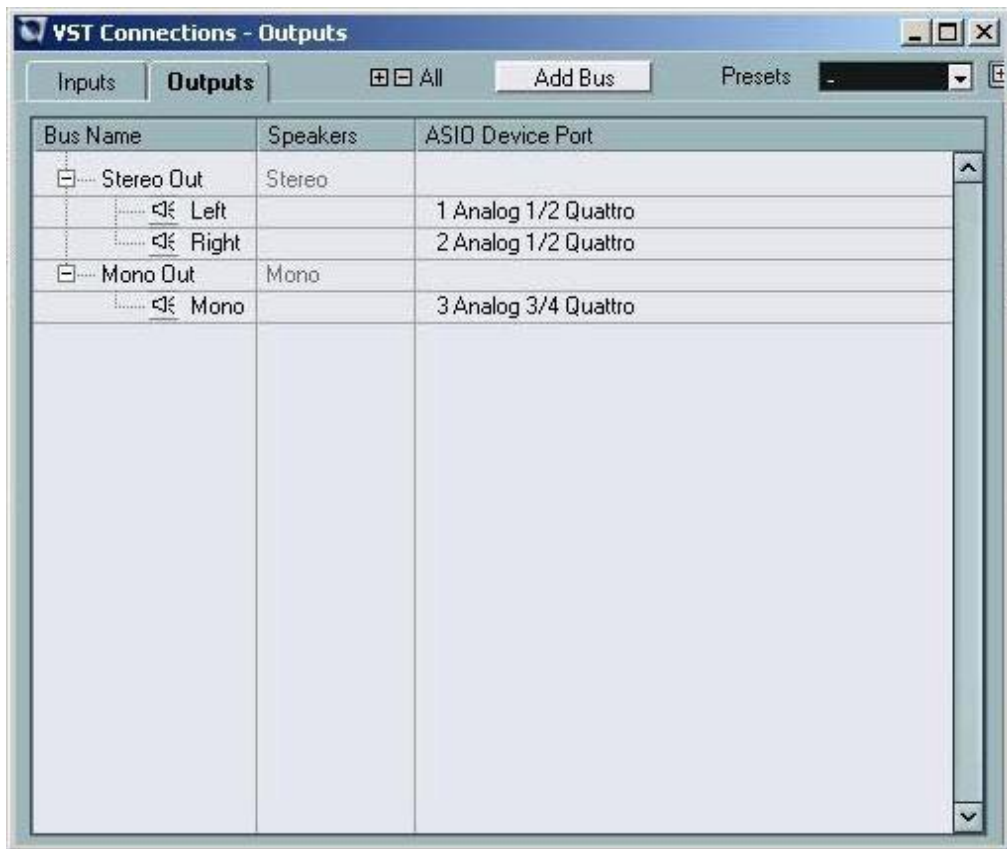 VST Connections - Outputs
Inputs Outputs All Add Bus Presets -
Bus Name Speakers ASIO Device Port
Stereo Out Stereo
Left 1 Analog 1/2 Quattro
Right 2 Analog 1/2 Quattro
Mono Out Mono
Mono 3 Analog 3/4 Quattro